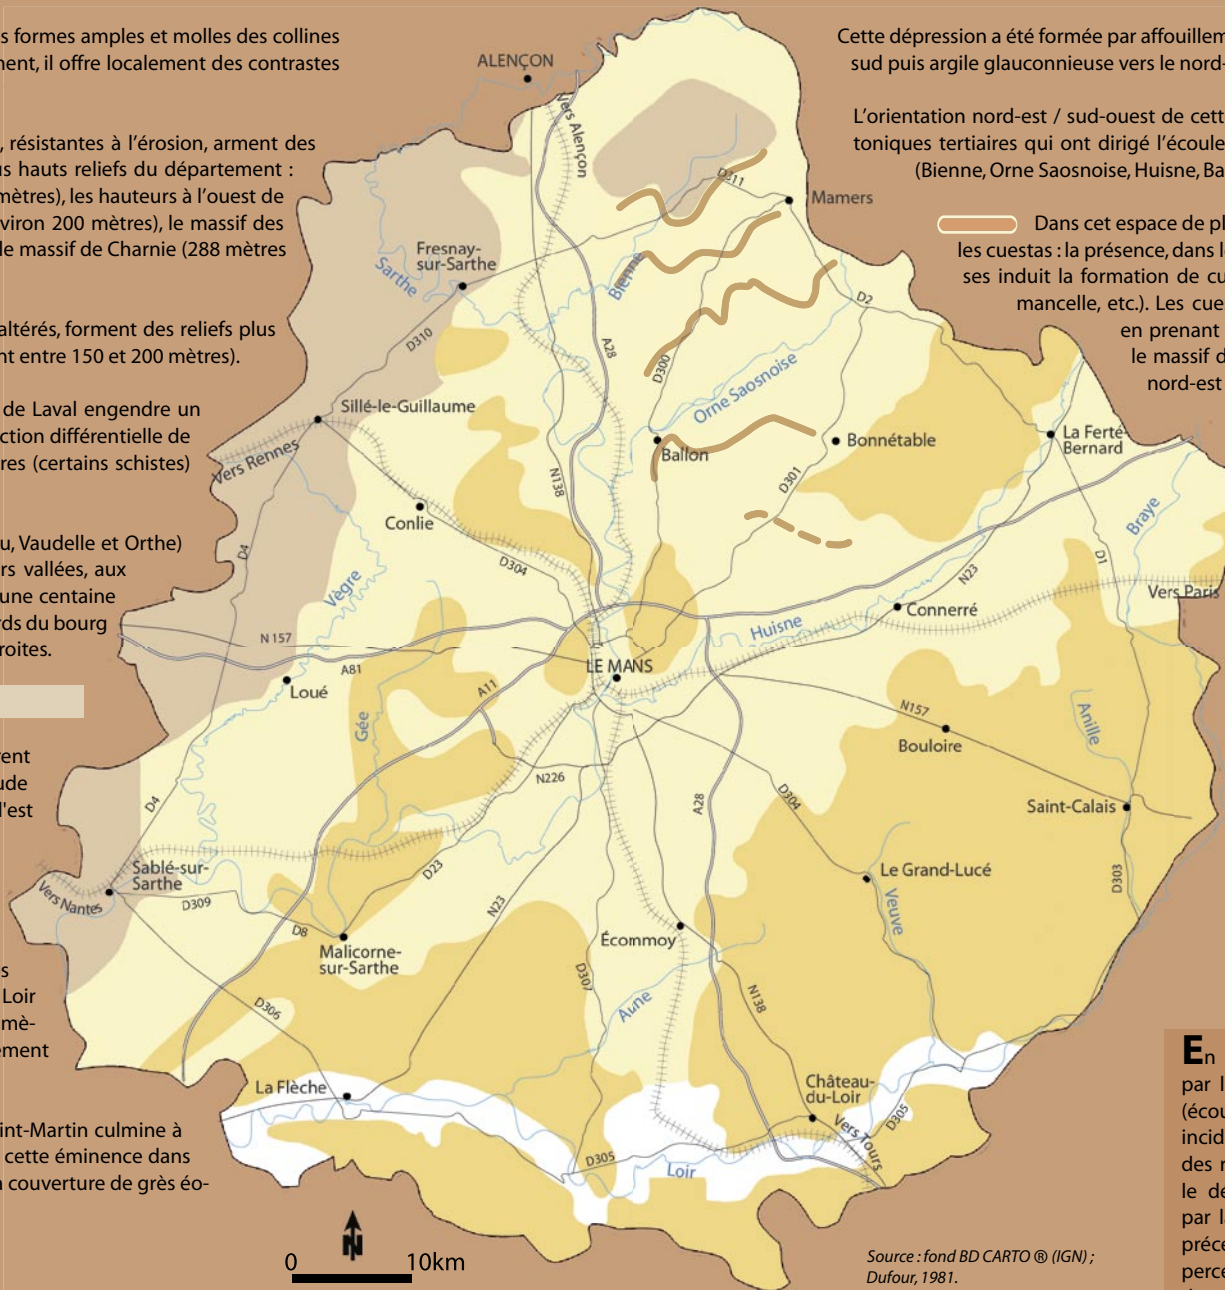 s formes amples et molles des collines
nent, il offre localement des contrastes
, résistantes à l'érosion, arment des
us hauts reliefs du département :
mètres), les hauteurs à l'ouest de
viron 200 mètres), le massif des
le massif de Charnie (288 mètres
altérés, forment des reliefs plus
nt entre 150 et 200 mètres).
de Laval engendre un
ction différentielle de
res (certains schistes)
u, Vaudelle et Orthe)
rs vallées, aux
une centaine
rds du bourg
roites.
rent
ude
l'est
s
Loir
mè-
ement
int-Martin culmine à
cette éminence dans
n couverture de grès éo-
Cette dépression a été formée par affouillem
sud puis argile glauconnieuse vers le nord-
L'orientation nord-est / sud-ouest de cett
toniques tertiaires qui ont dirigé l'écoule
(Bienne, Orne Saosnoise, Huisne, Ba
Dans cet espace de pl
les cuestas : la présence, dans l
ses induit la formation de cu
mancelle, etc.). Les cue
en prenant
le massif d
nord-est
ALENÇON
Vers Alençon
D211
Mamers
Fresnay-
sur-Sarthe
Sarthe
Bienne
D2
D310
A28
D300
Orne Saosnoise
Sillé-le-Guillaume
Vers Rennes
Ballon
Bonnétable
La Ferté-
Bernard
N138
D301
Conlie
Braye
D4
D304
D1
Vègre
N23
Vers Paris
Connerré
Huisne
N 157
LE MANS
A81
Loué
A11
Gée
N157
Anille
Bouloire
N226
D4
A28
D304
Saint-Calais
Sablé-sur-
Sarthe
Vers Nantes
D309
D23
Le Grand-Lucé
D303
Veuve
N23
D8
Malicorne-
sur-Sarthe
Écommoy
D307
Aune
N138
D306
La Flèche
Château-
du-Loir
Vers Tours
D305
D305
Loir
N
0 10km
Source : fond BD CARTO ® (IGN) ;
Dufour, 1981.
En
par l
(écou
incid
des r
le dé
par la
préce
perce